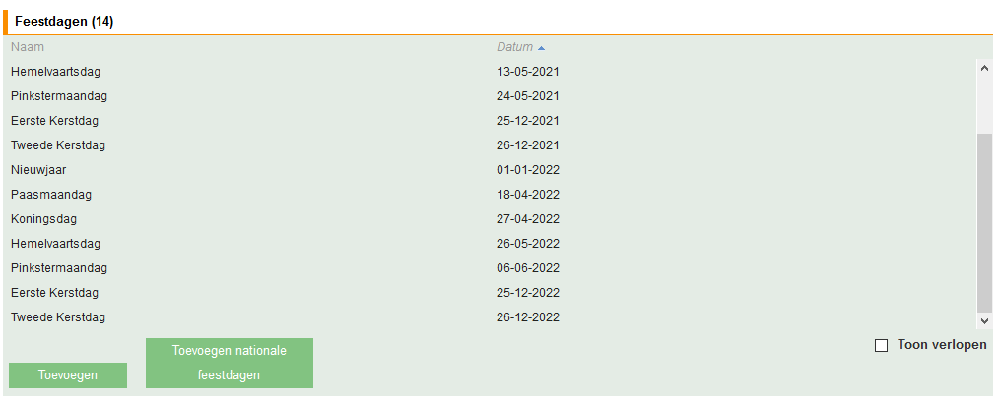 Feestdagen (14)
Naam Datum
Hemelvaartsdag 13-05-2021
Pinkstermaandag 24-05-2021
Eerste Kerstdag 25-12-2021
Tweede Kerstdag 26-12-2021
Nieuwjaar 01-01-2022
Paasmaandag 18-04-2022
Koningsdag 27-04-2022
Hemelvaartsdag 26-05-2022
Pinkstermaandag 06-06-2022
Eerste Kerstdag 25-12-2022
Tweede Kerstdag 26-12-2022
Toevoegen
Toevoegen nationale
feestdagen
Toon verlopen